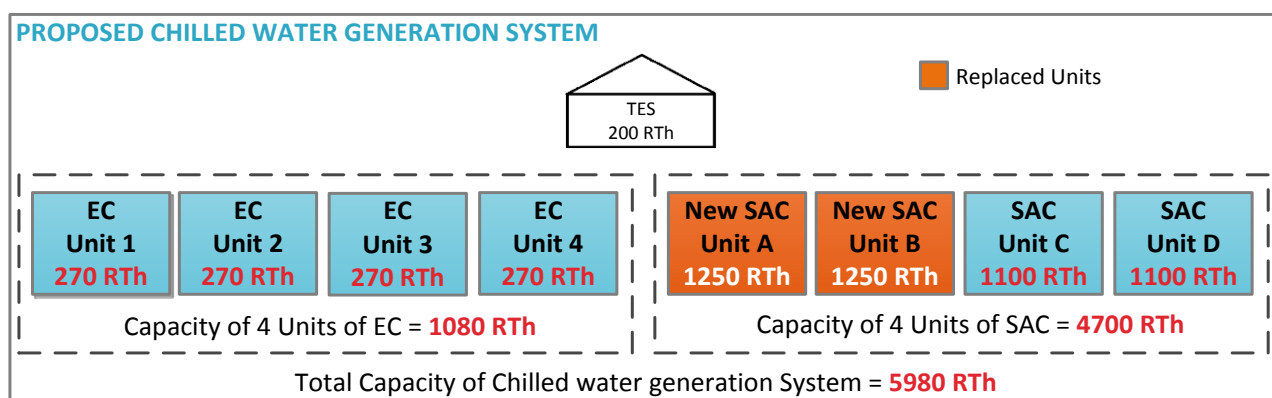 PROPOSED CHILLED WATER GENERATION SYSTEM
Replaced Units
TES
200 RTh
EC
Unit 1
270 RTh
EC
Unit 2
270 RTh
EC
Unit 3
270 RTh
EC
Unit 4
270 RTh
Capacity of 4 Units of EC = 1080 RTh
New SAC
Unit A
1250 RTh
New SAC
Unit B
1250 RTh
SAC
Unit C
1100 RTh
SAC
Unit D
1100 RTh
Capacity of 4 Units of SAC = 4700 RTh
Total Capacity of Chilled water generation System = 5980 RTh